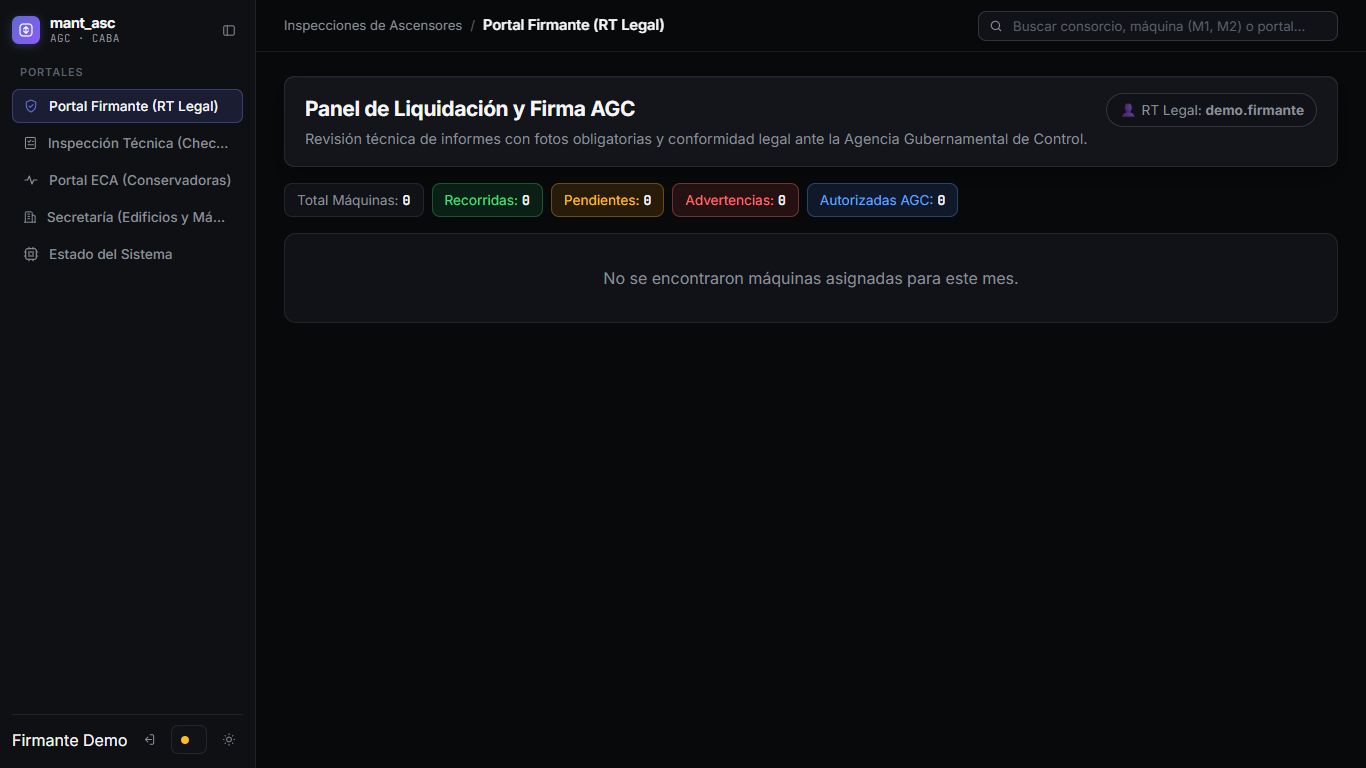 mant_asc
AGC · CABA
PORTALES
Portal Firmante (RT Legal)
Inspección Técnica (Chec...
Portal ECA (Conservadoras)
Secretaría (Edificios y Má...
Estado del Sistema
Firmante Demo
Inspecciones de Ascensores / Portal Firmante (RT Legal)
Buscar consorcio, máquina (M1, M2) o portal...
Panel de Liquidación y Firma AGC
Revisión técnica de informes con fotos obligatorias y conformidad legal ante la Agencia Gubernamental de Control.
RT Legal: demo.firmante
Total Máquinas: 0
Recorridas: 0
Pendientes: 0
Advertencias: 0
Autorizadas AGC: 0
No se encontraron máquinas asignadas para este mes.